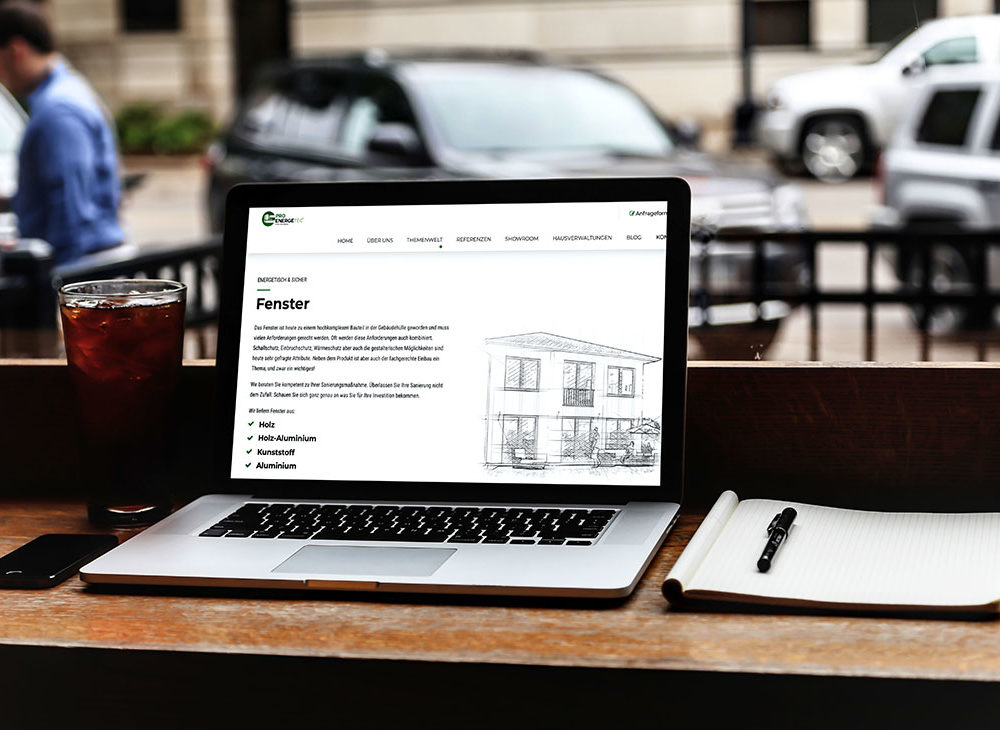 PRO
ENERGETEC
Anfrageform
HOME ÜBER UNS THEMENWELT REFERENZEN SHOWROOM HAUSVERWALTUNGEN BLOG KON
ENERGETISCH & SICHER
Fenster
Das Fenster ist heute zu einem hochkomplexen Bauteil in der Gebäudehülle geworden und muss
vielen Anforderungen gerecht werden. Oft werden diese Anforderungen auch kombiniert.
Schallschutz, Einbruchschutz, Wärmeschutz aber auch die gestalterischen Möglichkeiten sind
heute sehr gefragte Attribute. Neben dem Produkt ist aber auch der fachgerechte Einbau ein
Thema, und zwar ein wichtiges!
Wir beraten Sie kompetent zu Ihrer Sanierungsmaßnahme. Überlassen Sie Ihre Sanierung nicht
dem Zufall. Schauen Sie sich ganz genau an was Sie für Ihre Investition bekommen.
Wir liefern Fenster aus:
Holz
Holz-Aluminium
Kunststoff
Aluminium